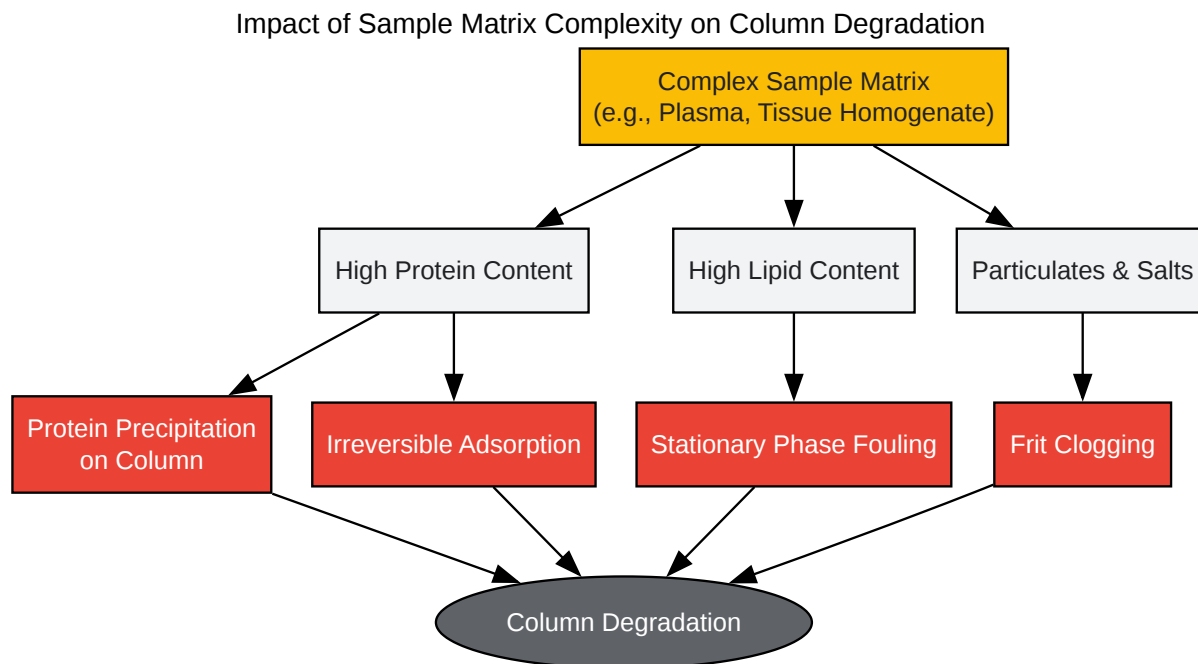 Impact of Sample Matrix Complexity on Column Degradation
Complex Sample Matrix
(e.g., Plasma, Tissue Homogenate)
High Protein Content
High Lipid Content
Particulates & Salts
Protein Precipitation
on Column
Irreversible Adsorption
Stationary Phase Fouling
Frit Clogging
Column Degradation